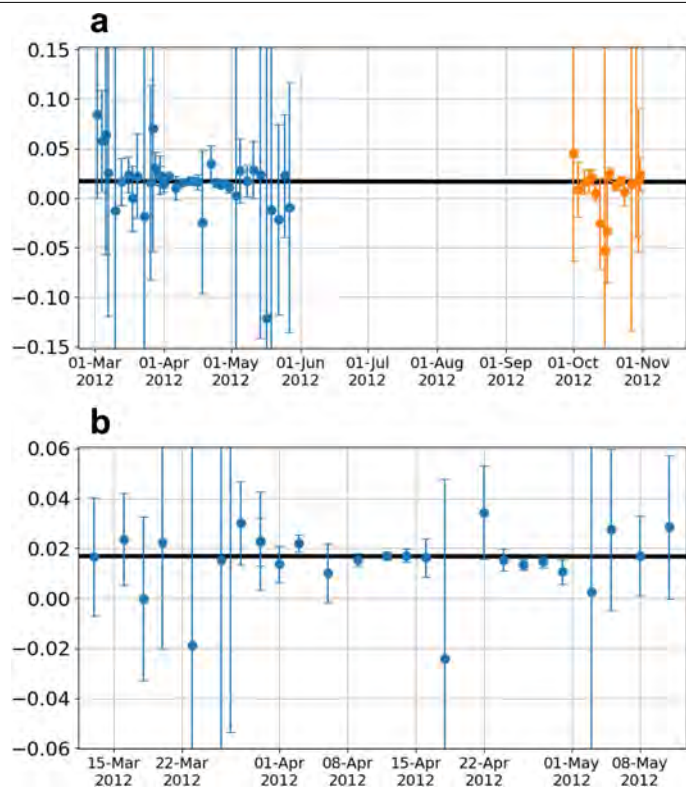 a
0.15
0.10
0.05
0.00
−0.05
−0.10
−0.15
01-Mar 01-Apr 01-May 01-Jun 01-Jul 01-Aug 01-Sep 01-Oct 01-Nov
2012 2012 2012 2012 2012 2012 2012 2012 2012
b
0.06
0.04
0.02
0.00
−0.02
−0.04
−0.06
15-Mar 22-Mar 01-Apr 08-Apr 15-Apr 22-Apr 01-May 08-May
2012 2012 2012 2012 2012 2012 2012 2012